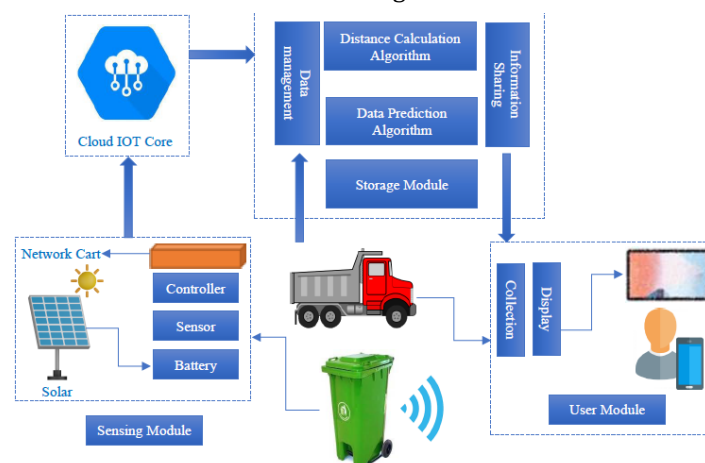 Cloud IOT Core
Data
management
Distance Calculation
Algorithm
Data Prediction
Algorithm
Storage Module
Information
Sharing
Network Cart
Controller
Sensor
Battery
Solar
Sensing Module
Collection
Display
User Module